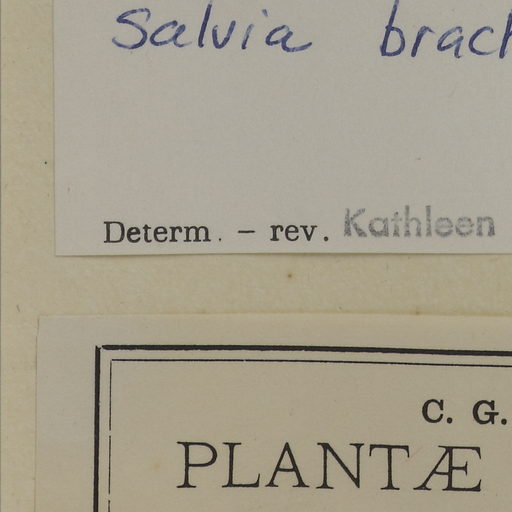 Salvia brach
Determ. – rev. Kathleen
C. G.
PLANTÆ